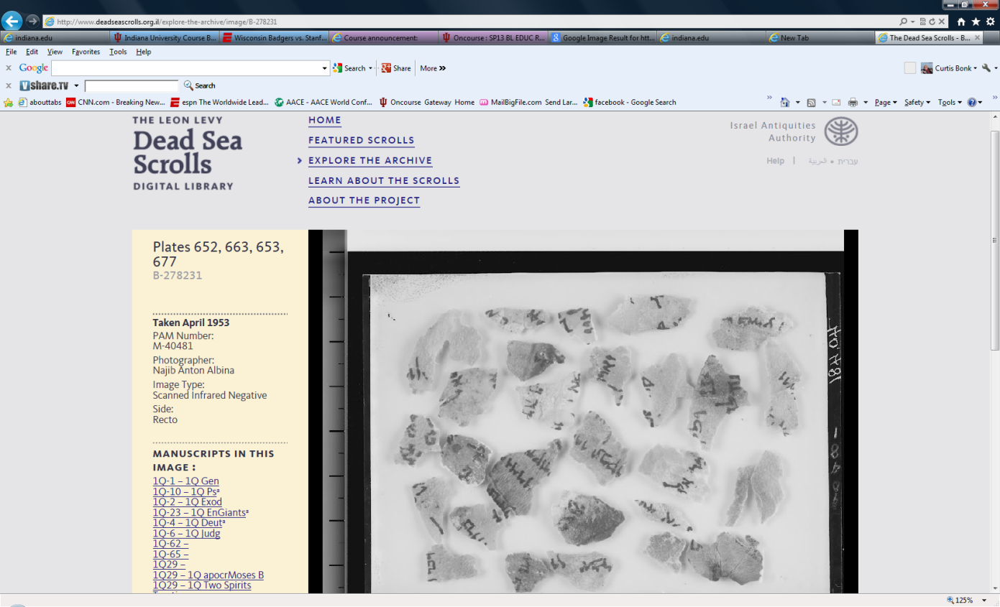 http://www.deadseascrolls.org.il/explore-the-archive/image/B-278231
indiana.edu
Indiana University Course B...
Wisconsin Badgers vs. Stanf...
Course announcement:
Oncourse : SP13 BL EDUC R...
Google Image Result for htt...
indiana.edu
New Tab
The Dead Sea Scrolls - B...
File Edit View Favorites Tools Help
x Google Search Share More »
Curtis Bonk
x Vshare.tv Search
abouttabs CNN.com - Breaking New... espn The Worldwide Lead... AACE - AACE World Conf... Oncourse Gateway Home MailBigFile.com Send Lar... facebook - Google Search
» Page Safety Tools »
THE LEON LEVY
Dead Sea
Scrolls
DIGITAL LIBRARY
HOME
FEATURED SCROLLS
EXPLORE THE ARCHIVE
LEARN ABOUT THE SCROLLS
ABOUT THE PROJECT
Israel Antiquities
Authority
Help | العربية • עברית
Plates 652, 663, 653,
677
B-278231
Taken April 1953
PAM Number:
M-40481
Photographer:
Najib Anton Albina
Image Type:
Scanned Infrared Negative
Side:
Recto
MANUSCRIPTS IN THIS
IMAGE :
1Q-1 – 1Q Gen
1Q-10 – 1Q Psᵃ
1Q-2 – 1Q Exod
1Q-23 – 1Q EnGiantsᵃ
1Q-4 – 1Q Deutᵃ
1Q-6 – 1Q Judg
1Q-62 –
1Q-65 –
1Q29 –
1Q29 – 1Q apocrMoses B
1Q29 – 1Q Two Spirits
40.481
125%